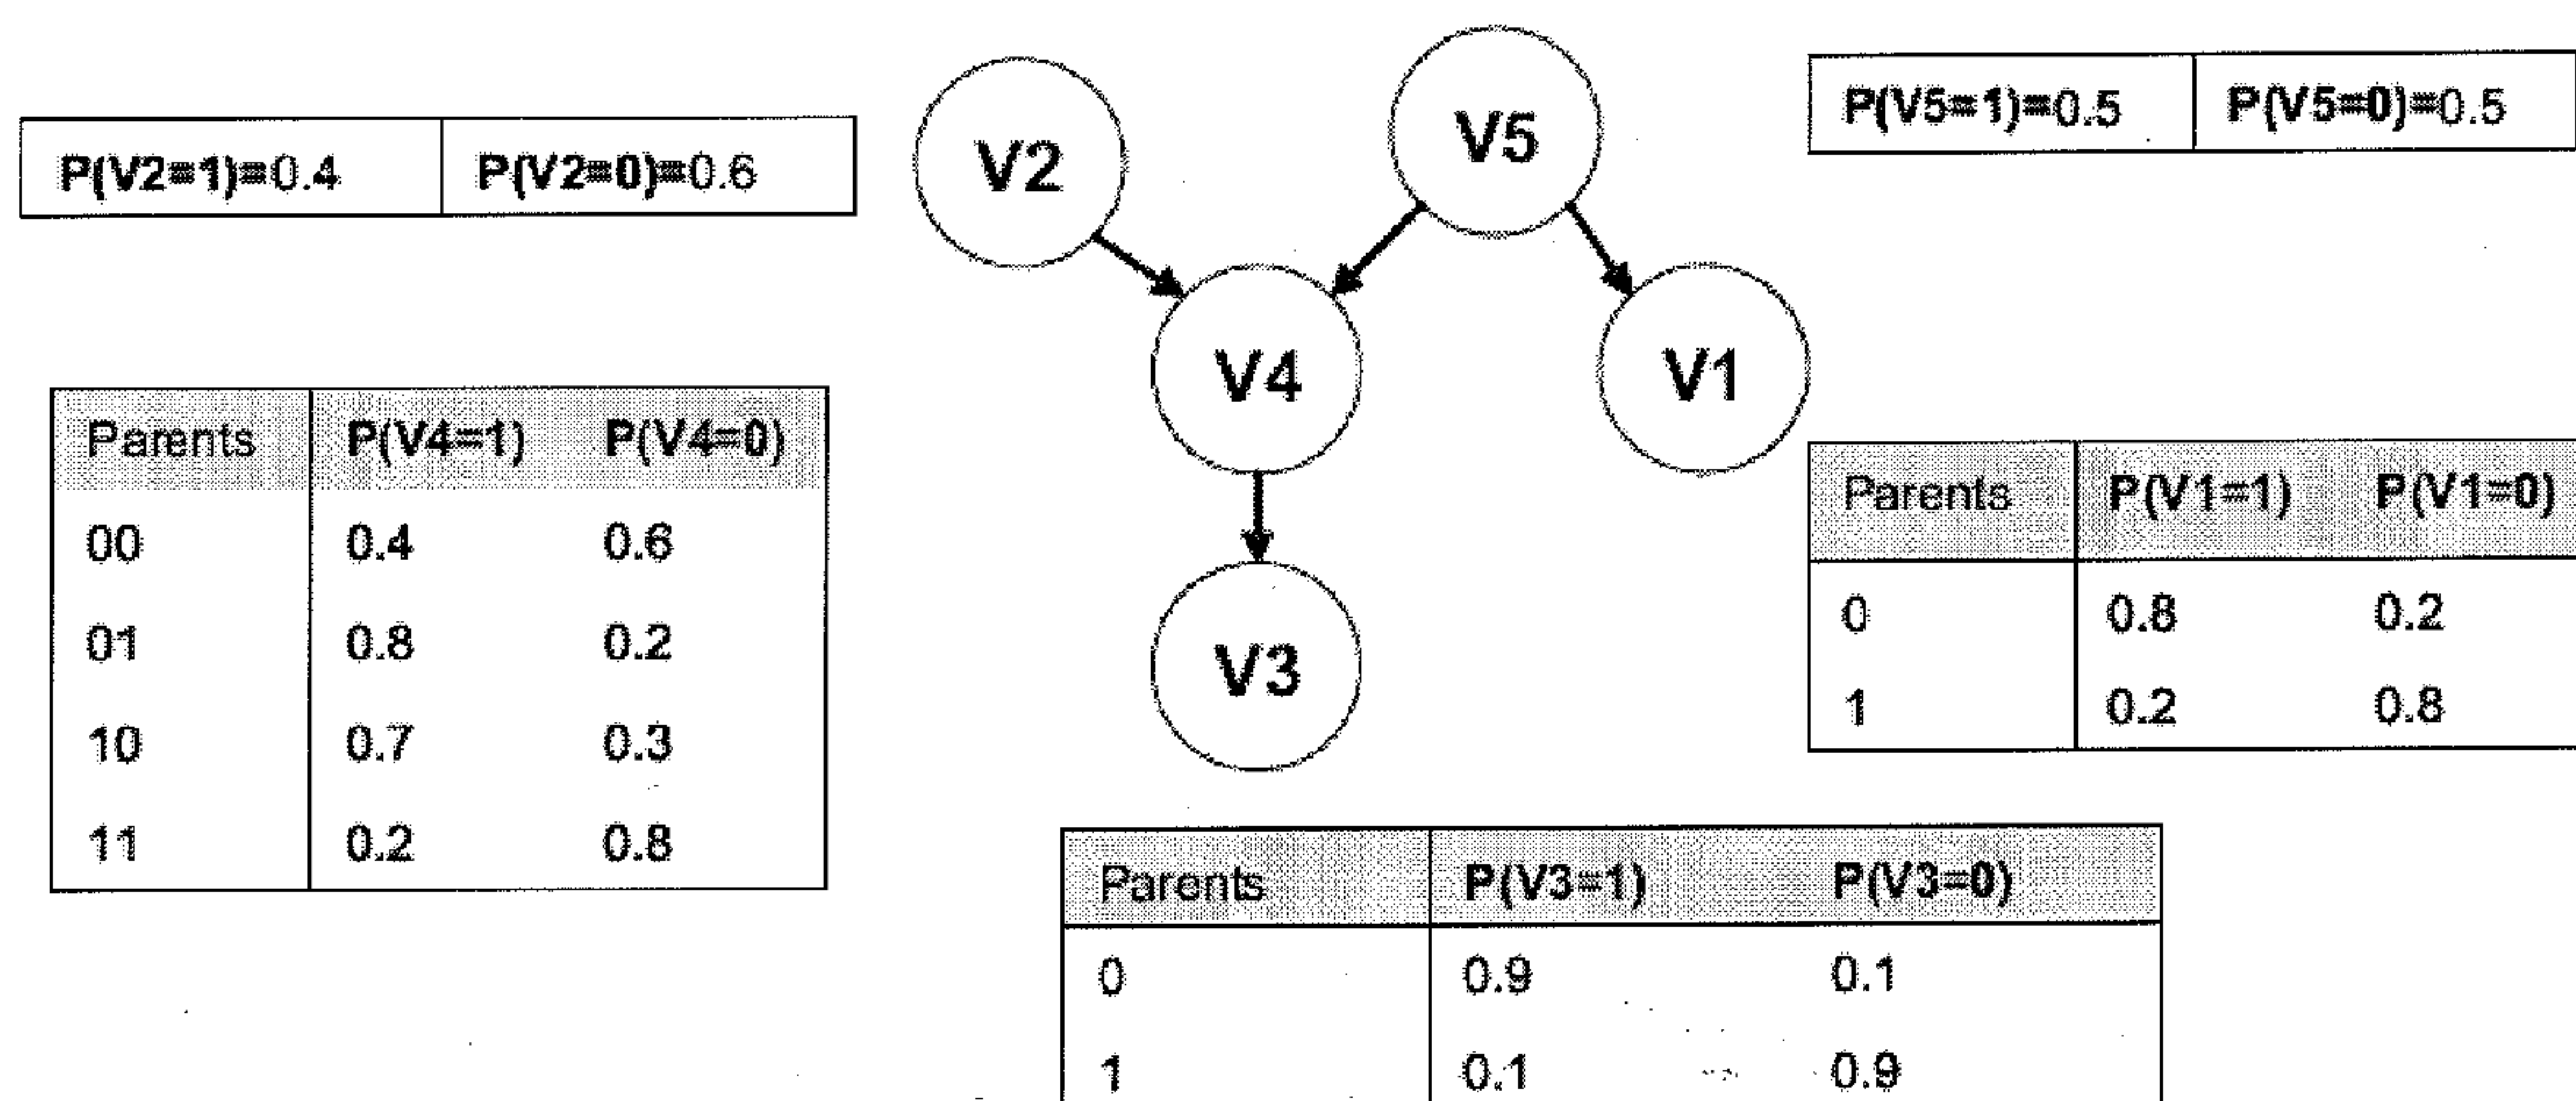 V2
V5
P(V5=1)=0.5 P(V5=0)=0.5
P(V2=1)=0.4 P(V2=0)=0.6
V4
V1
Parents P(V4=1) P(V4=0)
00 0.4 0.6
01 0.8 0.2
10 0.7 0.3
11 0.2 0.8
Parents P(V1=1) P(V1=0)
0 0.8 0.2
1 0.2 0.8
V3
Parents P(V3=1) P(V3=0)
0 0.9 0.1
1 0.1 0.9